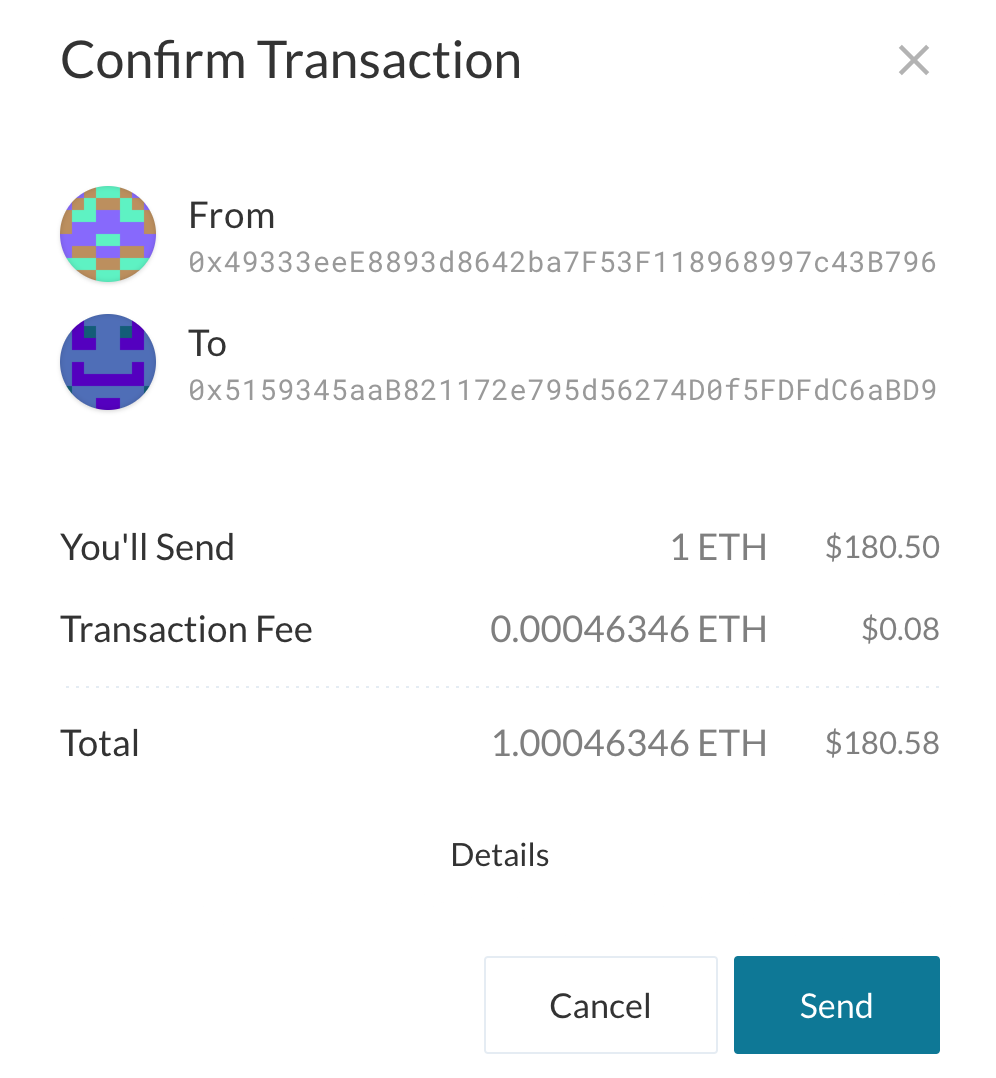 Confirm Transaction
From
0x49333eeE8893d8642ba7F53F118968997c43B796
To
0x5159345aaB821172e795d56274D0f5FDFdC6aBD9
You'll Send 1 ETH $180.50
Transaction Fee 0.00046346 ETH $0.08
Total 1.00046346 ETH $180.58
Details
Cancel Send